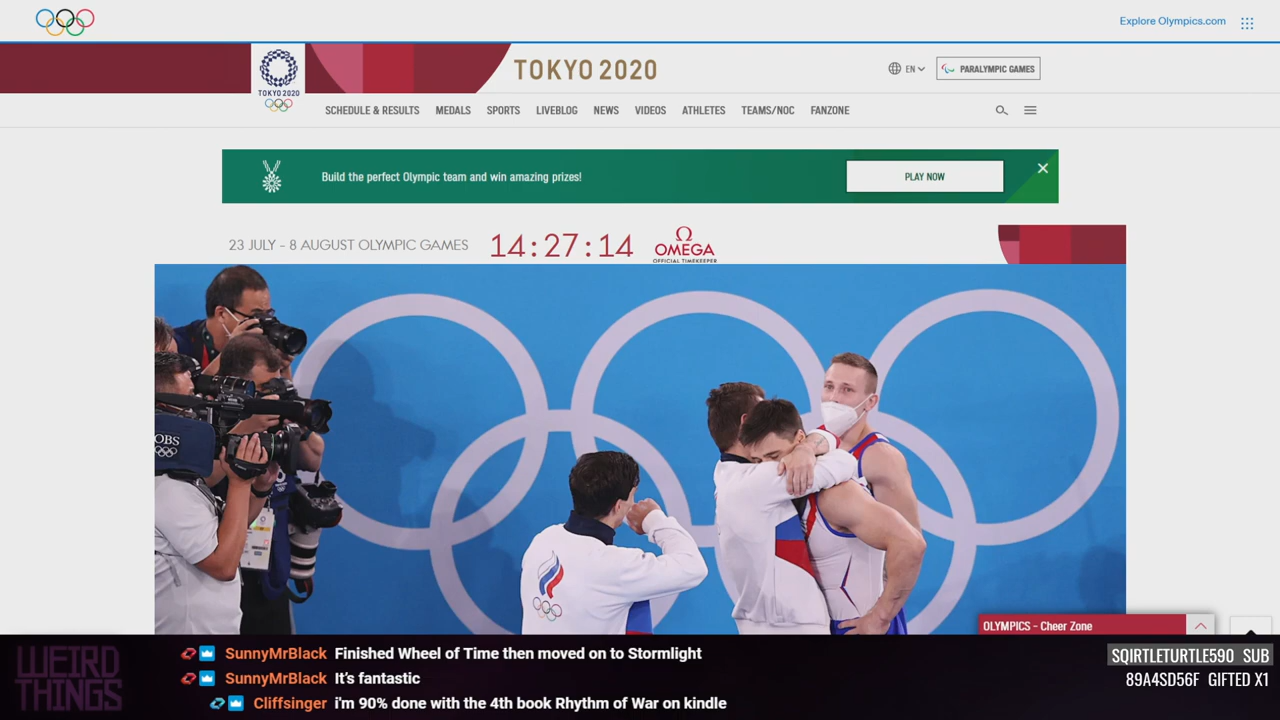 Explore Olympics.com
TOKYO 2020
TOKYO 2020
EN
PARALYMPIC GAMES
SCHEDULE & RESULTS MEDALS SPORTS LIVEBLOG NEWS VIDEOS ATHLETES TEAMS/NOC FANZONE
Build the perfect Olympic team and win amazing prizes!
PLAY NOW
23 JULY - 8 AUGUST OLYMPIC GAMES
14:27:14
Ω
OMEGA
OFFICIAL TIMEKEEPER
OBS
OLYMPICS - Cheer Zone
WEIRD
THINGS
SunnyMrBlack Finished Wheel of Time then moved on to Stormlight
SunnyMrBlack It's fantastic
Cliffsinger i'm 90% done with the 4th book Rhythm of War on kindle
SQIRTLETURTLE590 SUB
89A4SD56F GIFTED X1